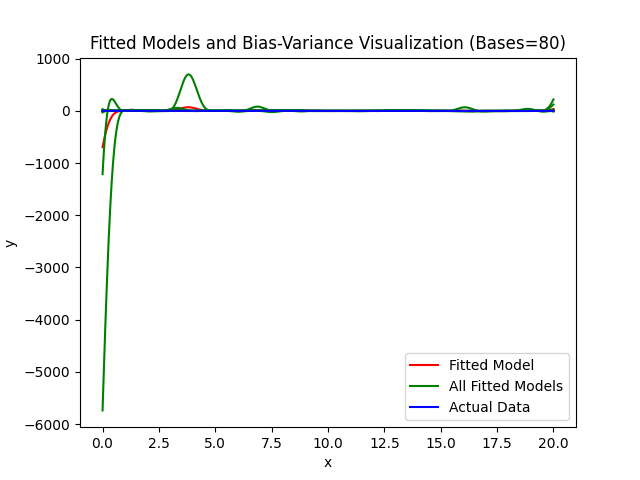 Fitted Models and Bias-Variance Visualization (Bases=80)
1000
0
−1000
−2000
−3000
−4000
−5000
−6000
y
0.0 2.5 5.0 7.5 10.0 12.5 15.0 17.5 20.0
x
Fitted Model
All Fitted Models
Actual Data